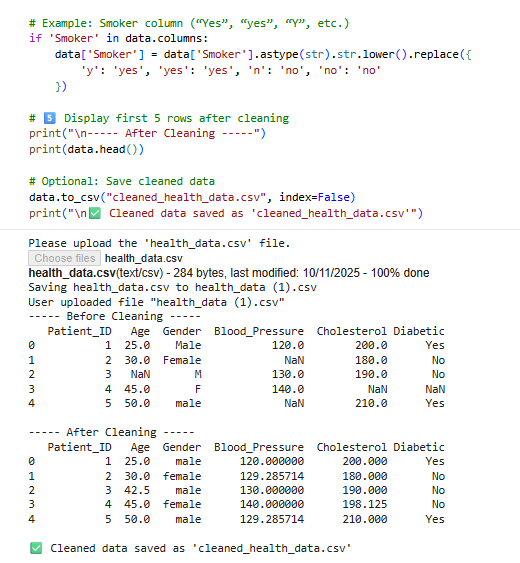 # Example: Smoker column (“Yes”, “yes”, “Y”, etc.)
if 'Smoker' in data.columns:
    data['Smoker'] = data['Smoker'].astype(str).str.lower().replace({
        'y': 'yes', 'yes': 'yes', 'n': 'no', 'no': 'no'
    })
# 5️⃣ Display first 5 rows after cleaning
print("\n----- After Cleaning -----")
print(data.head())
# Optional: Save cleaned data
data.to_csv("cleaned_health_data.csv", index=False)
print("\n✅ Cleaned data saved as 'cleaned_health_data.csv'")
Please upload the 'health_data.csv' file.
Choose files health_data.csv
health_data.csv(text/csv) - 284 bytes, last modified: 10/11/2025 - 100% done
Saving health_data.csv to health_data (1).csv
User uploaded file "health_data (1).csv"
----- Before Cleaning -----
   Patient_ID   Age  Gender  Blood_Pressure  Cholesterol Diabetic
0           1  25.0    Male           120.0        200.0      Yes
1           2  30.0  Female             NaN        180.0       No
2           3   NaN       M           130.0        190.0       No
3           4  45.0       F           140.0          NaN      NaN
4           5  50.0    male             NaN        210.0      Yes
----- After Cleaning -----
   Patient_ID   Age  Gender  Blood_Pressure  Cholesterol Diabetic
0           1  25.0    male      120.000000      200.000      Yes
1           2  30.0  female      129.285714      180.000       No
2           3  42.5    male      130.000000      190.000       No
3           4  45.0  female      140.000000      198.125       No
4           5  50.0    male      129.285714      210.000      Yes
✅ Cleaned data saved as 'cleaned_health_data.csv'